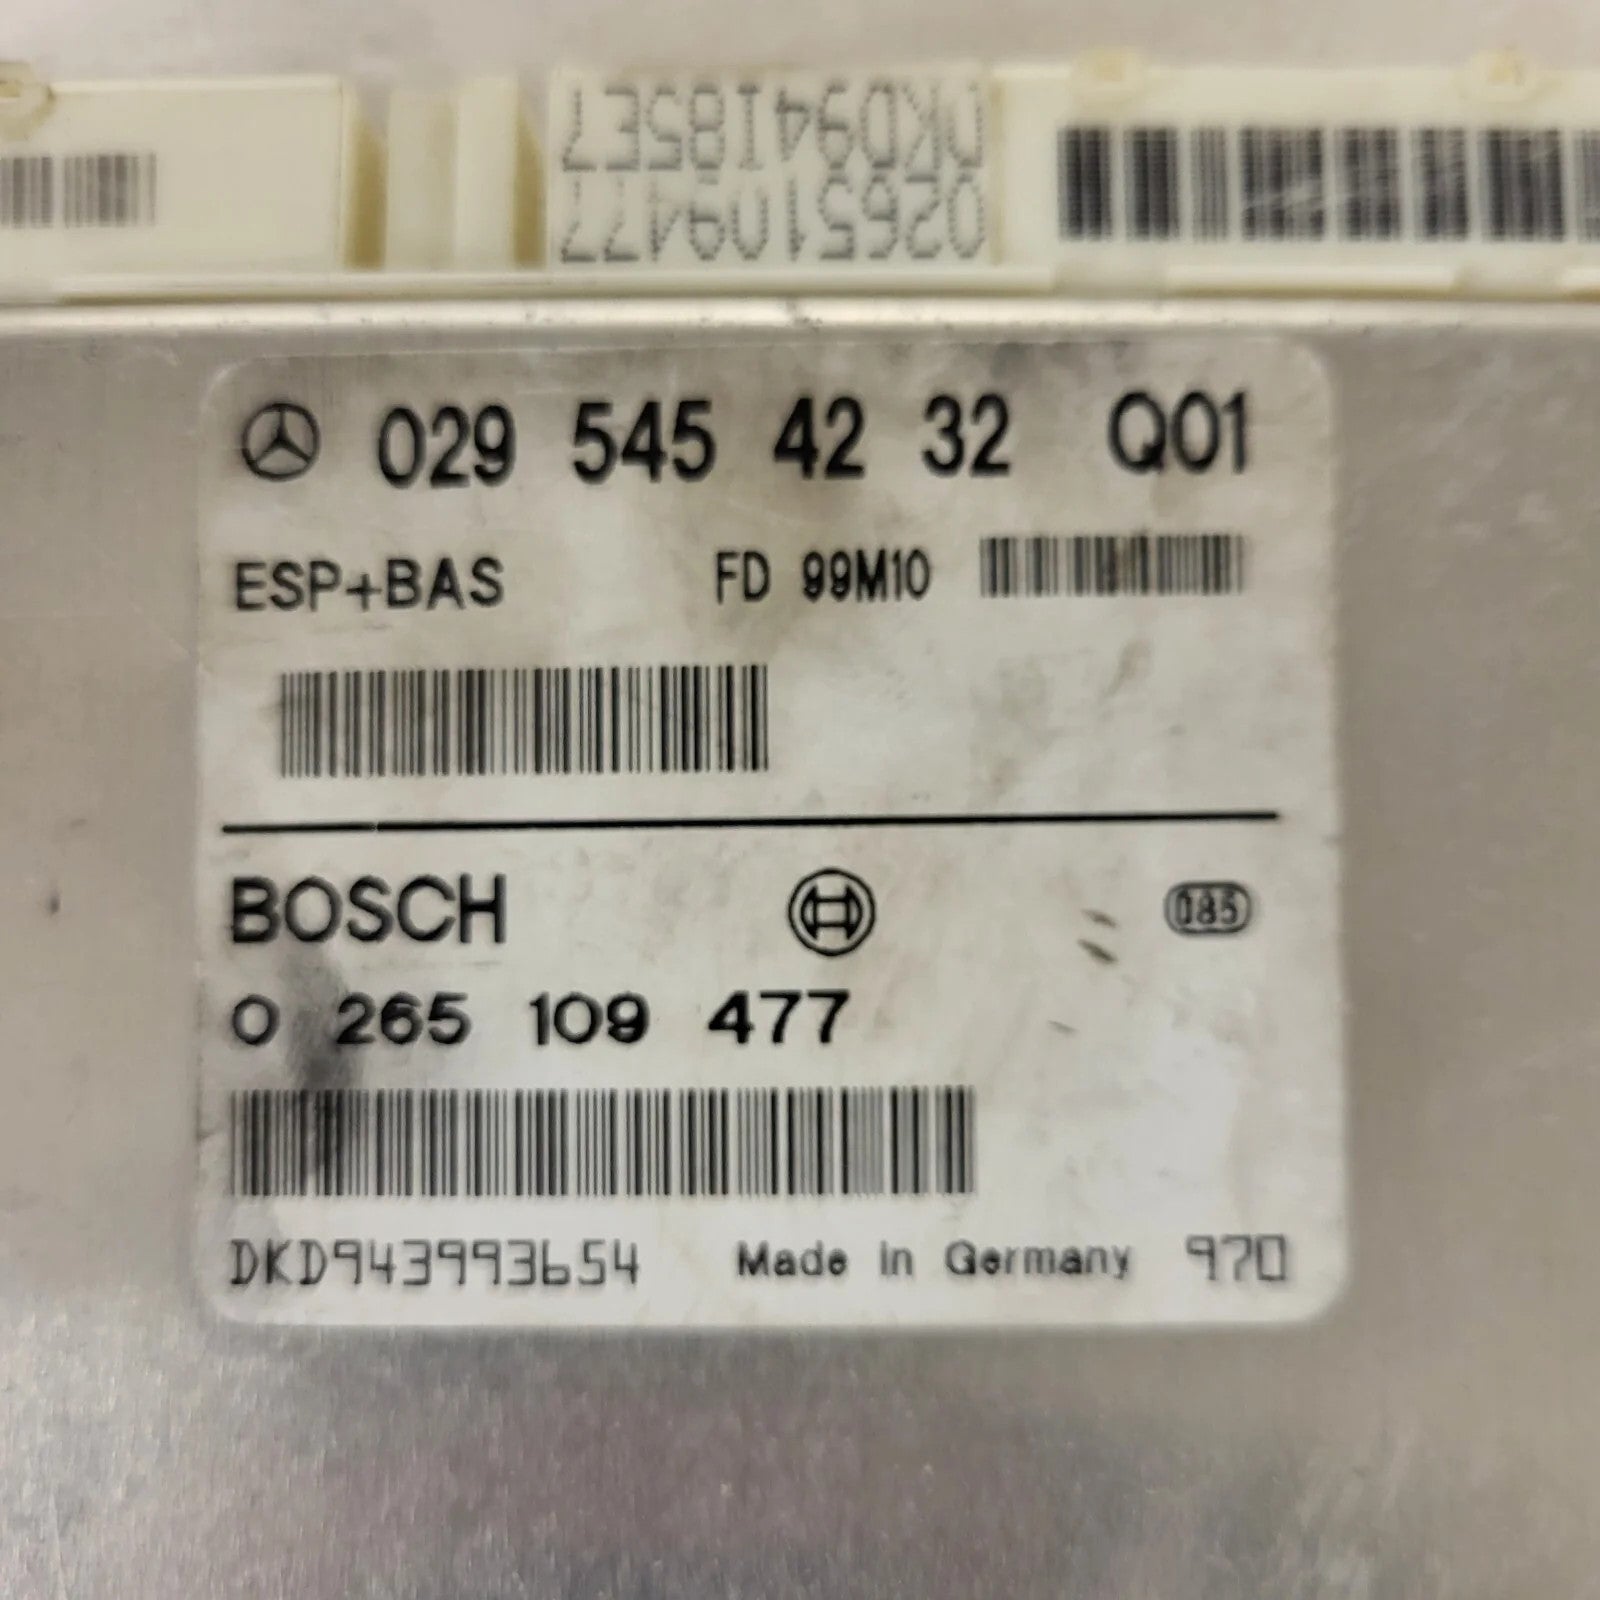 DKD94185E7
0265109477
029 545 42 32 Q01
ESP+BAS FD 99M10
BOSCH 085
0 265 109 477
DKD943993654 Made in Germany 970